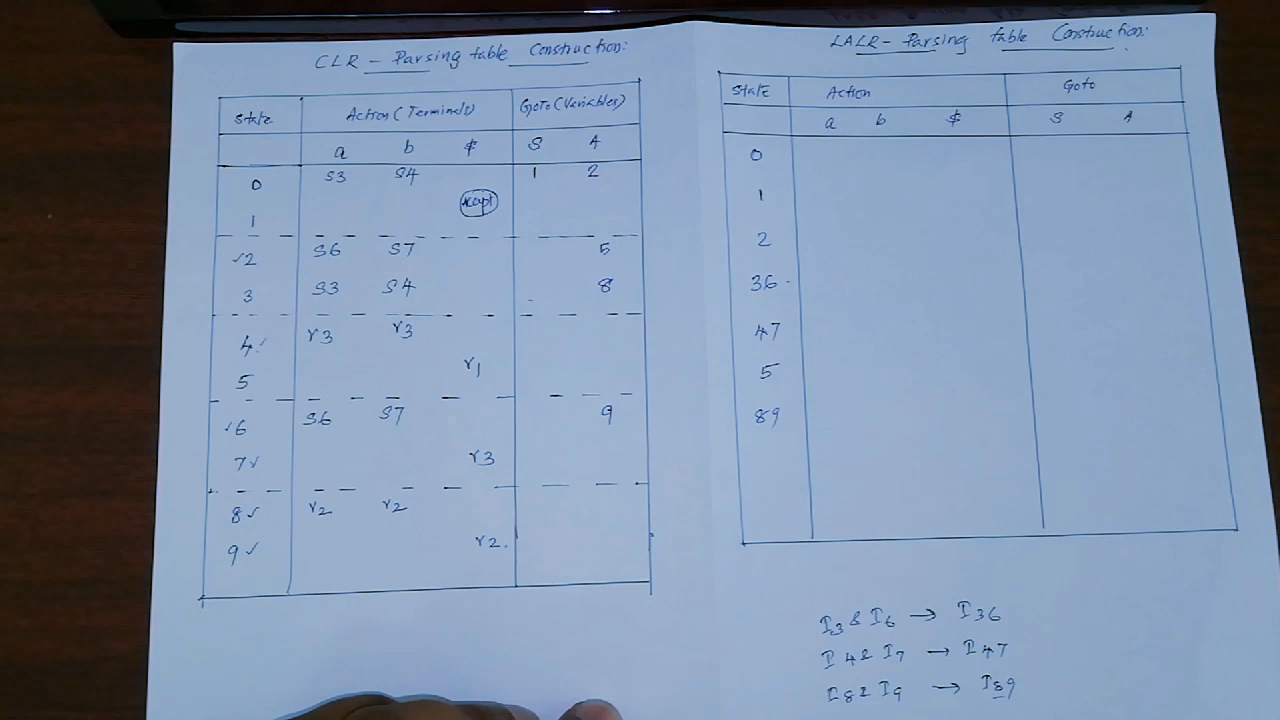 CLR - Parsing table Construction:
State Action (Terminals) Goto (Variables)
a b $ S A
0 S3 S4 1 2
1 Accept
✓2 S6 S7 5
3 S3 S4 8
4✓ r3 r3
5 r1
✓6 S6 S7 9
7✓ r3
8✓ r2 r2
9✓ r2.
LALR - Parsing table Construction:
State Action Goto
a b $ S A
0
1
2
36
47
5
89
I3 & I6 → I36
I4 & I7 → I47
I8 & I9 → I89